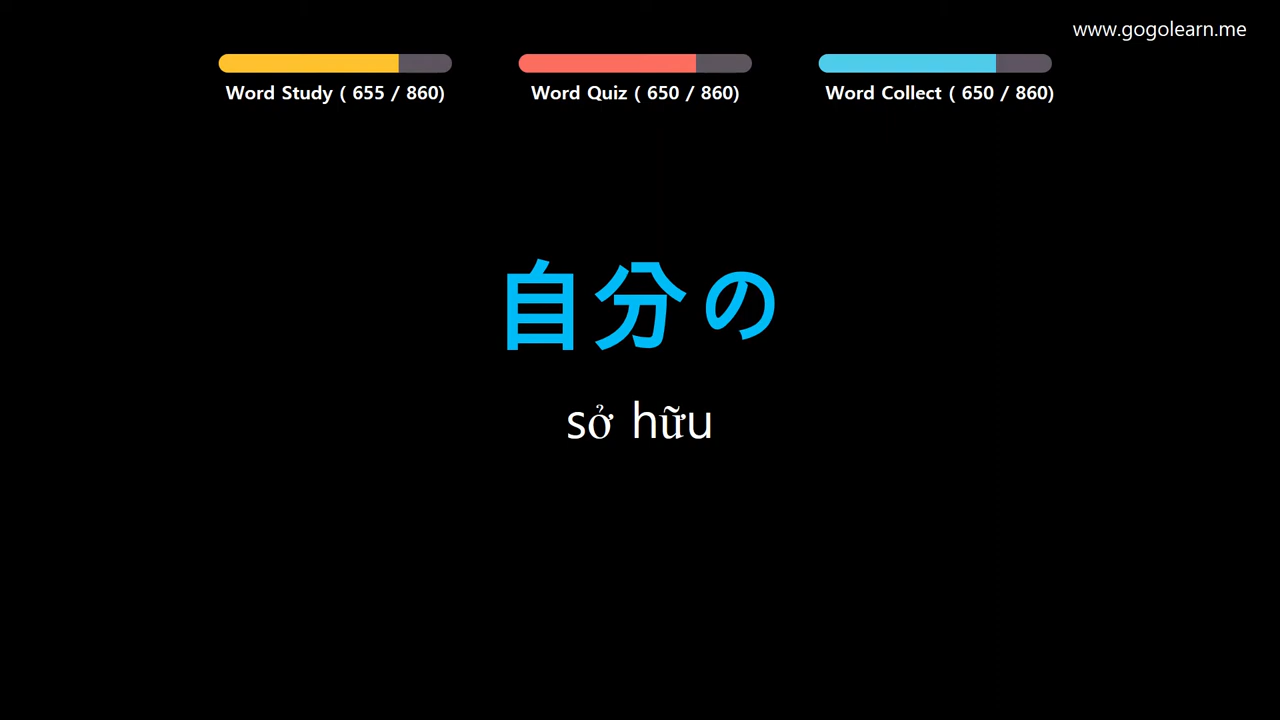 www.gogolearn.me
Word Study ( 655 / 860)
Word Quiz ( 650 / 860)
Word Collect ( 650 / 860)
自分の
sở hữu